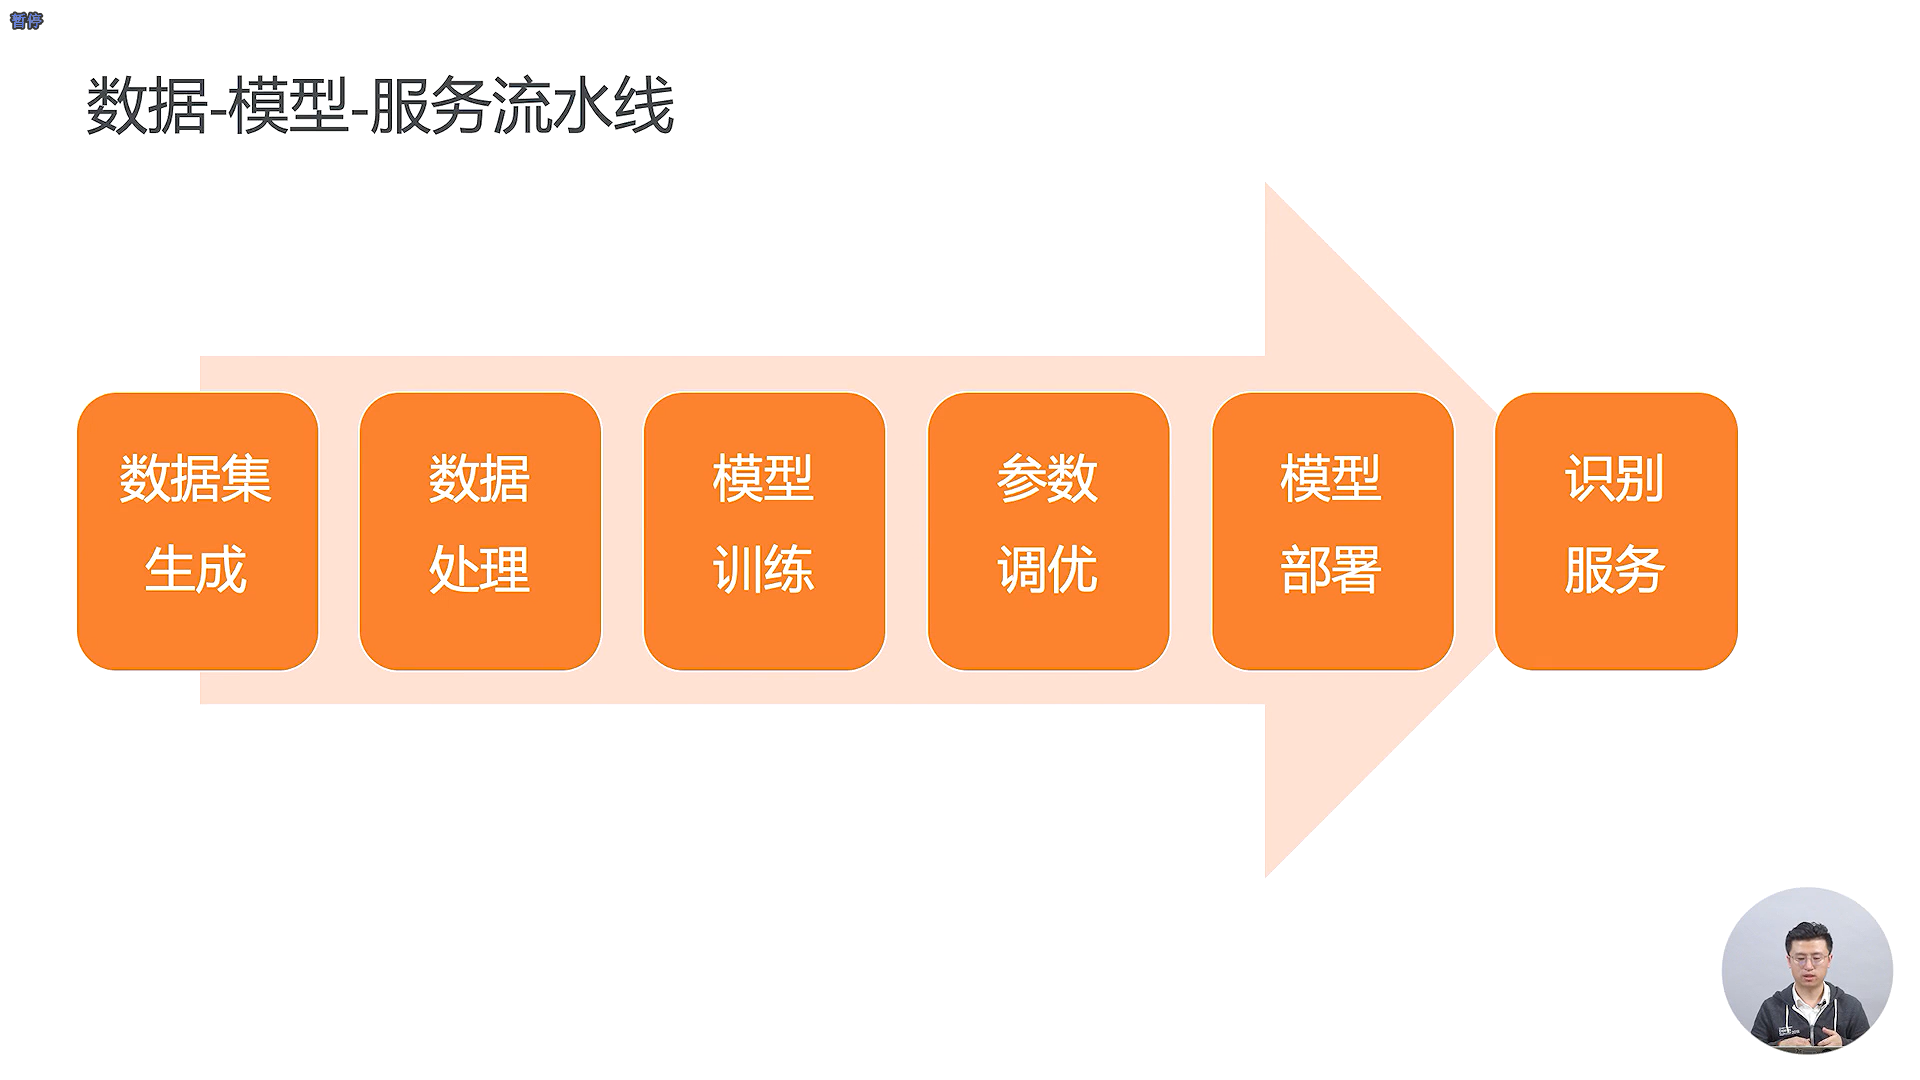 暂停
数据-模型-服务流水线
数据集
生成
数据
处理
模型
训练
参数
调优
模型
部署
识别
服务